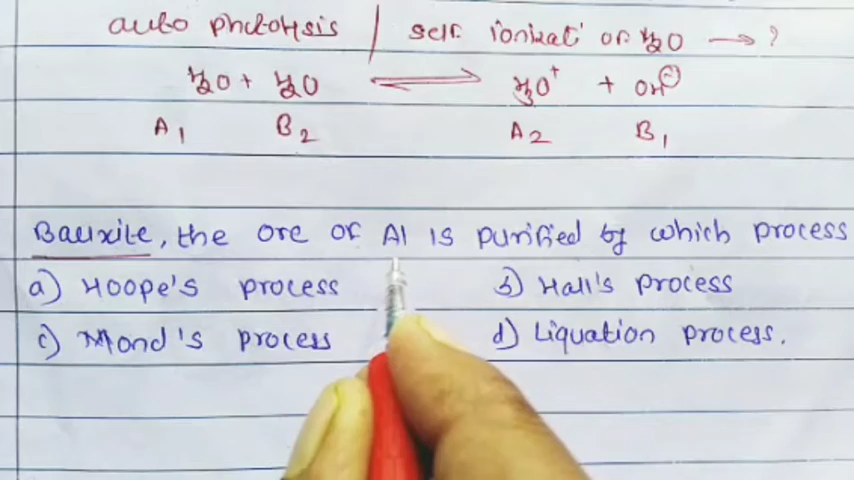 auto photolysis / self ionizati of H2O → ?
H2O + H2O ⇌ H3O+ + OH⊖
A1 B2 A2 B1
Bauxite, the ore of Al is purified by which process
a) Hoope's process b) Hall's process
c) Mond's process d) Liquation process.